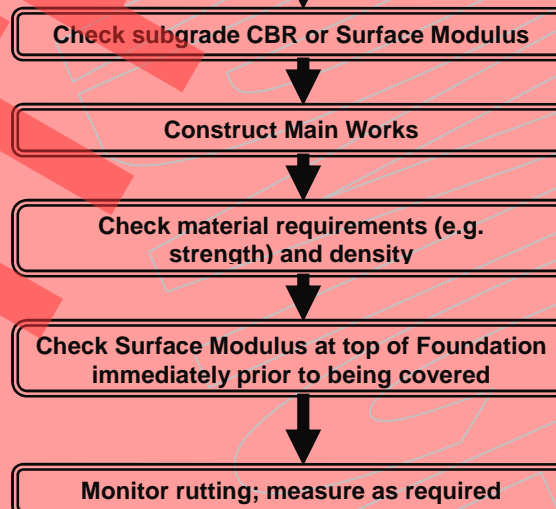 Check subgrade CBR or Surface Modulus
Construct Main Works
Check material requirements (e.g.
strength) and density
Check Surface Modulus at top of Foundation
immediately prior to being covered
Monitor rutting; measure as required